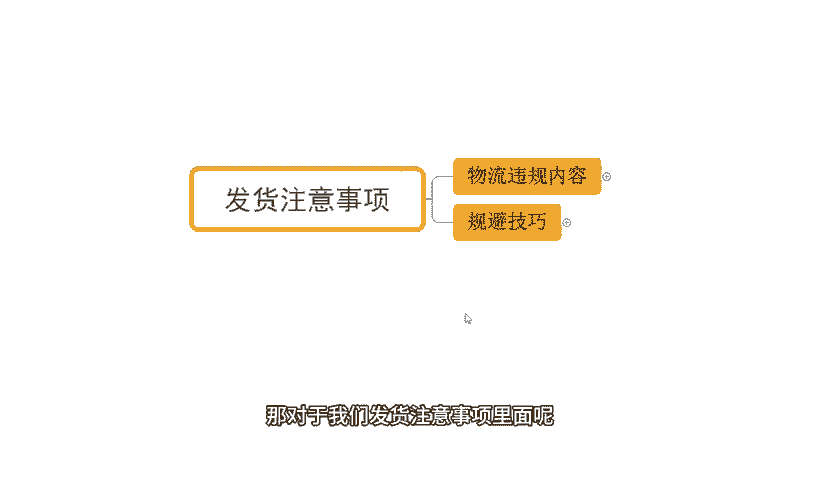 发货注意事项
物流违规内容
规避技巧
那对于我们发货注意事项里面呢